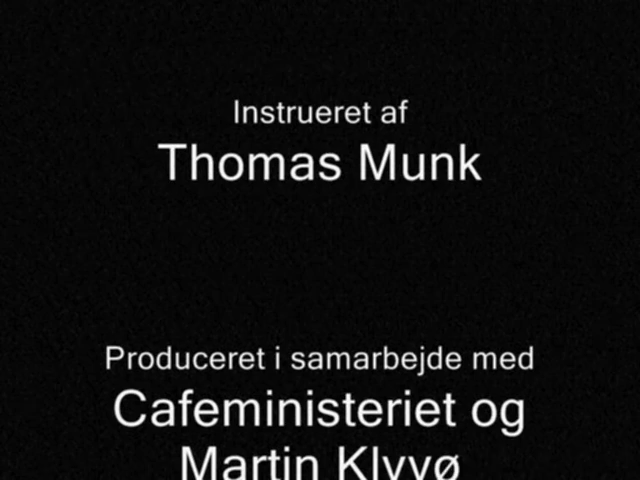 Instrueret af
Thomas Munk
Produceret i samarbejde med
Cafeministeriet og
Martin Klyvø